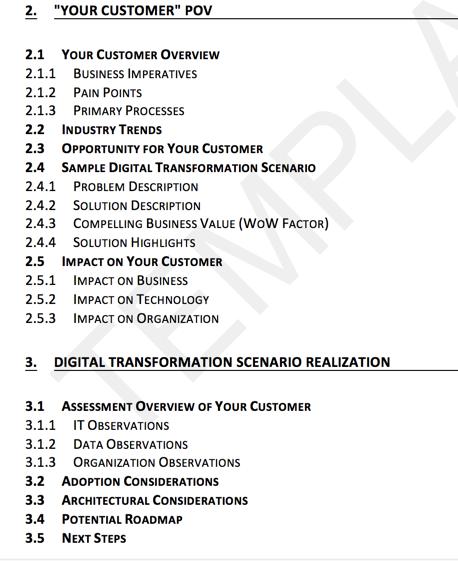 2. "YOUR CUSTOMER" POV
2.1 YOUR CUSTOMER OVERVIEW
2.1.1 BUSINESS IMPERATIVES
2.1.2 PAIN POINTS
2.1.3 PRIMARY PROCESSES
2.2 INDUSTRY TRENDS
2.3 OPPORTUNITY FOR YOUR CUSTOMER
2.4 SAMPLE DIGITAL TRANSFORMATION SCENARIO
2.4.1 PROBLEM DESCRIPTION
2.4.2 SOLUTION DESCRIPTION
2.4.3 COMPELLING BUSINESS VALUE (WOW FACTOR)
2.4.4 SOLUTION HIGHLIGHTS
2.5 IMPACT ON YOUR CUSTOMER
2.5.1 IMPACT ON BUSINESS
2.5.2 IMPACT ON TECHNOLOGY
2.5.3 IMPACT ON ORGANIZATION
3. DIGITAL TRANSFORMATION SCENARIO REALIZATION
3.1 ASSESSMENT OVERVIEW OF YOUR CUSTOMER
3.1.1 IT OBSERVATIONS
3.1.2 DATA OBSERVATIONS
3.1.3 ORGANIZATION OBSERVATIONS
3.2 ADOPTION CONSIDERATIONS
3.3 ARCHITECTURAL CONSIDERATIONS
3.4 POTENTIAL ROADMAP
3.5 NEXT STEPS
TEMPLA